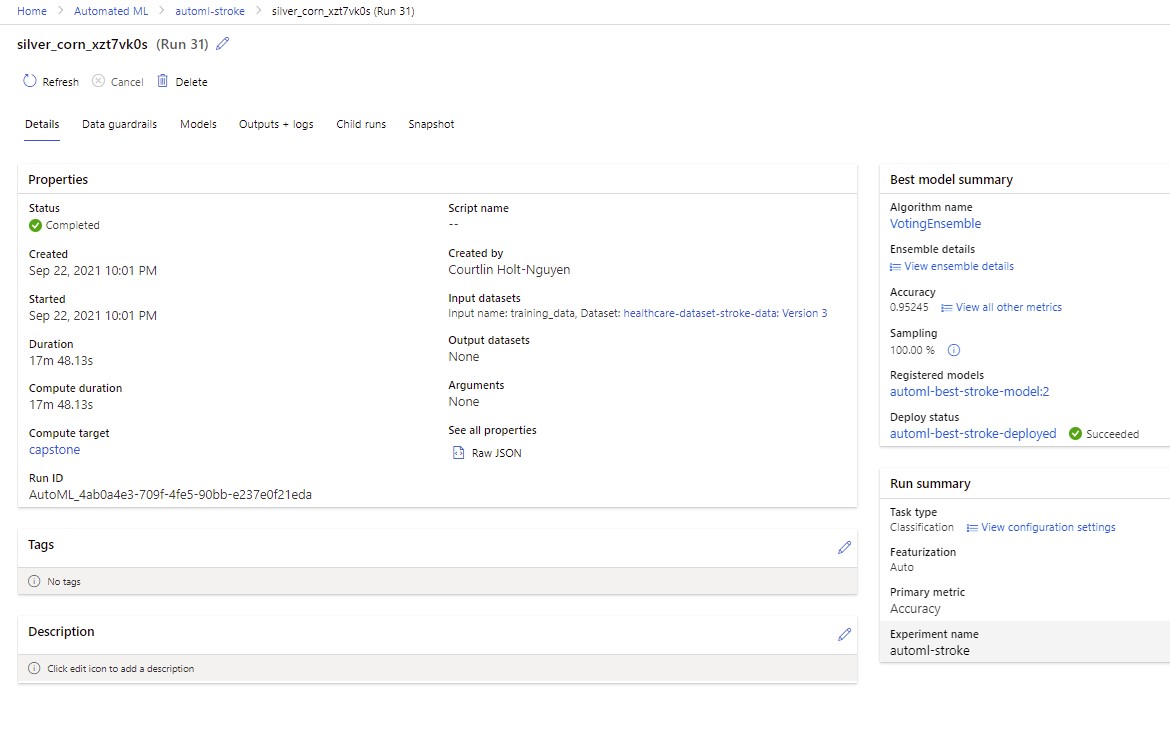 Home > Automated ML > automl-stroke > silver_corn_xzt7vk0s (Run 31)
silver_corn_xzt7vk0s (Run 31)
Refresh Cancel Delete
Details Data guardrails Models Outputs + logs Child runs Snapshot
Properties
Status
Completed
Created
Sep 22, 2021 10:01 PM
Started
Sep 22, 2021 10:01 PM
Duration
17m 48.13s
Compute duration
17m 48.13s
Compute target
capstone
Run ID
AutoML_4ab0a4e3-709f-4fe5-90bb-e237e0f21eda
Script name
--
Created by
Courtlin Holt-Nguyen
Input datasets
Input name: training_data, Dataset: healthcare-dataset-stroke-data: Version 3
Output datasets
None
Arguments
None
See all properties
Raw JSON
Tags
No tags
Description
Click edit icon to add a description
Best model summary
Algorithm name
VotingEnsemble
Ensemble details
View ensemble details
Accuracy
0.95245 View all other metrics
Sampling
100.00 %
Registered models
automl-best-stroke-model:2
Deploy status
automl-best-stroke-deployed Succeeded
Run summary
Task type
Classification View configuration settings
Featurization
Auto
Primary metric
Accuracy
Experiment name
automl-stroke